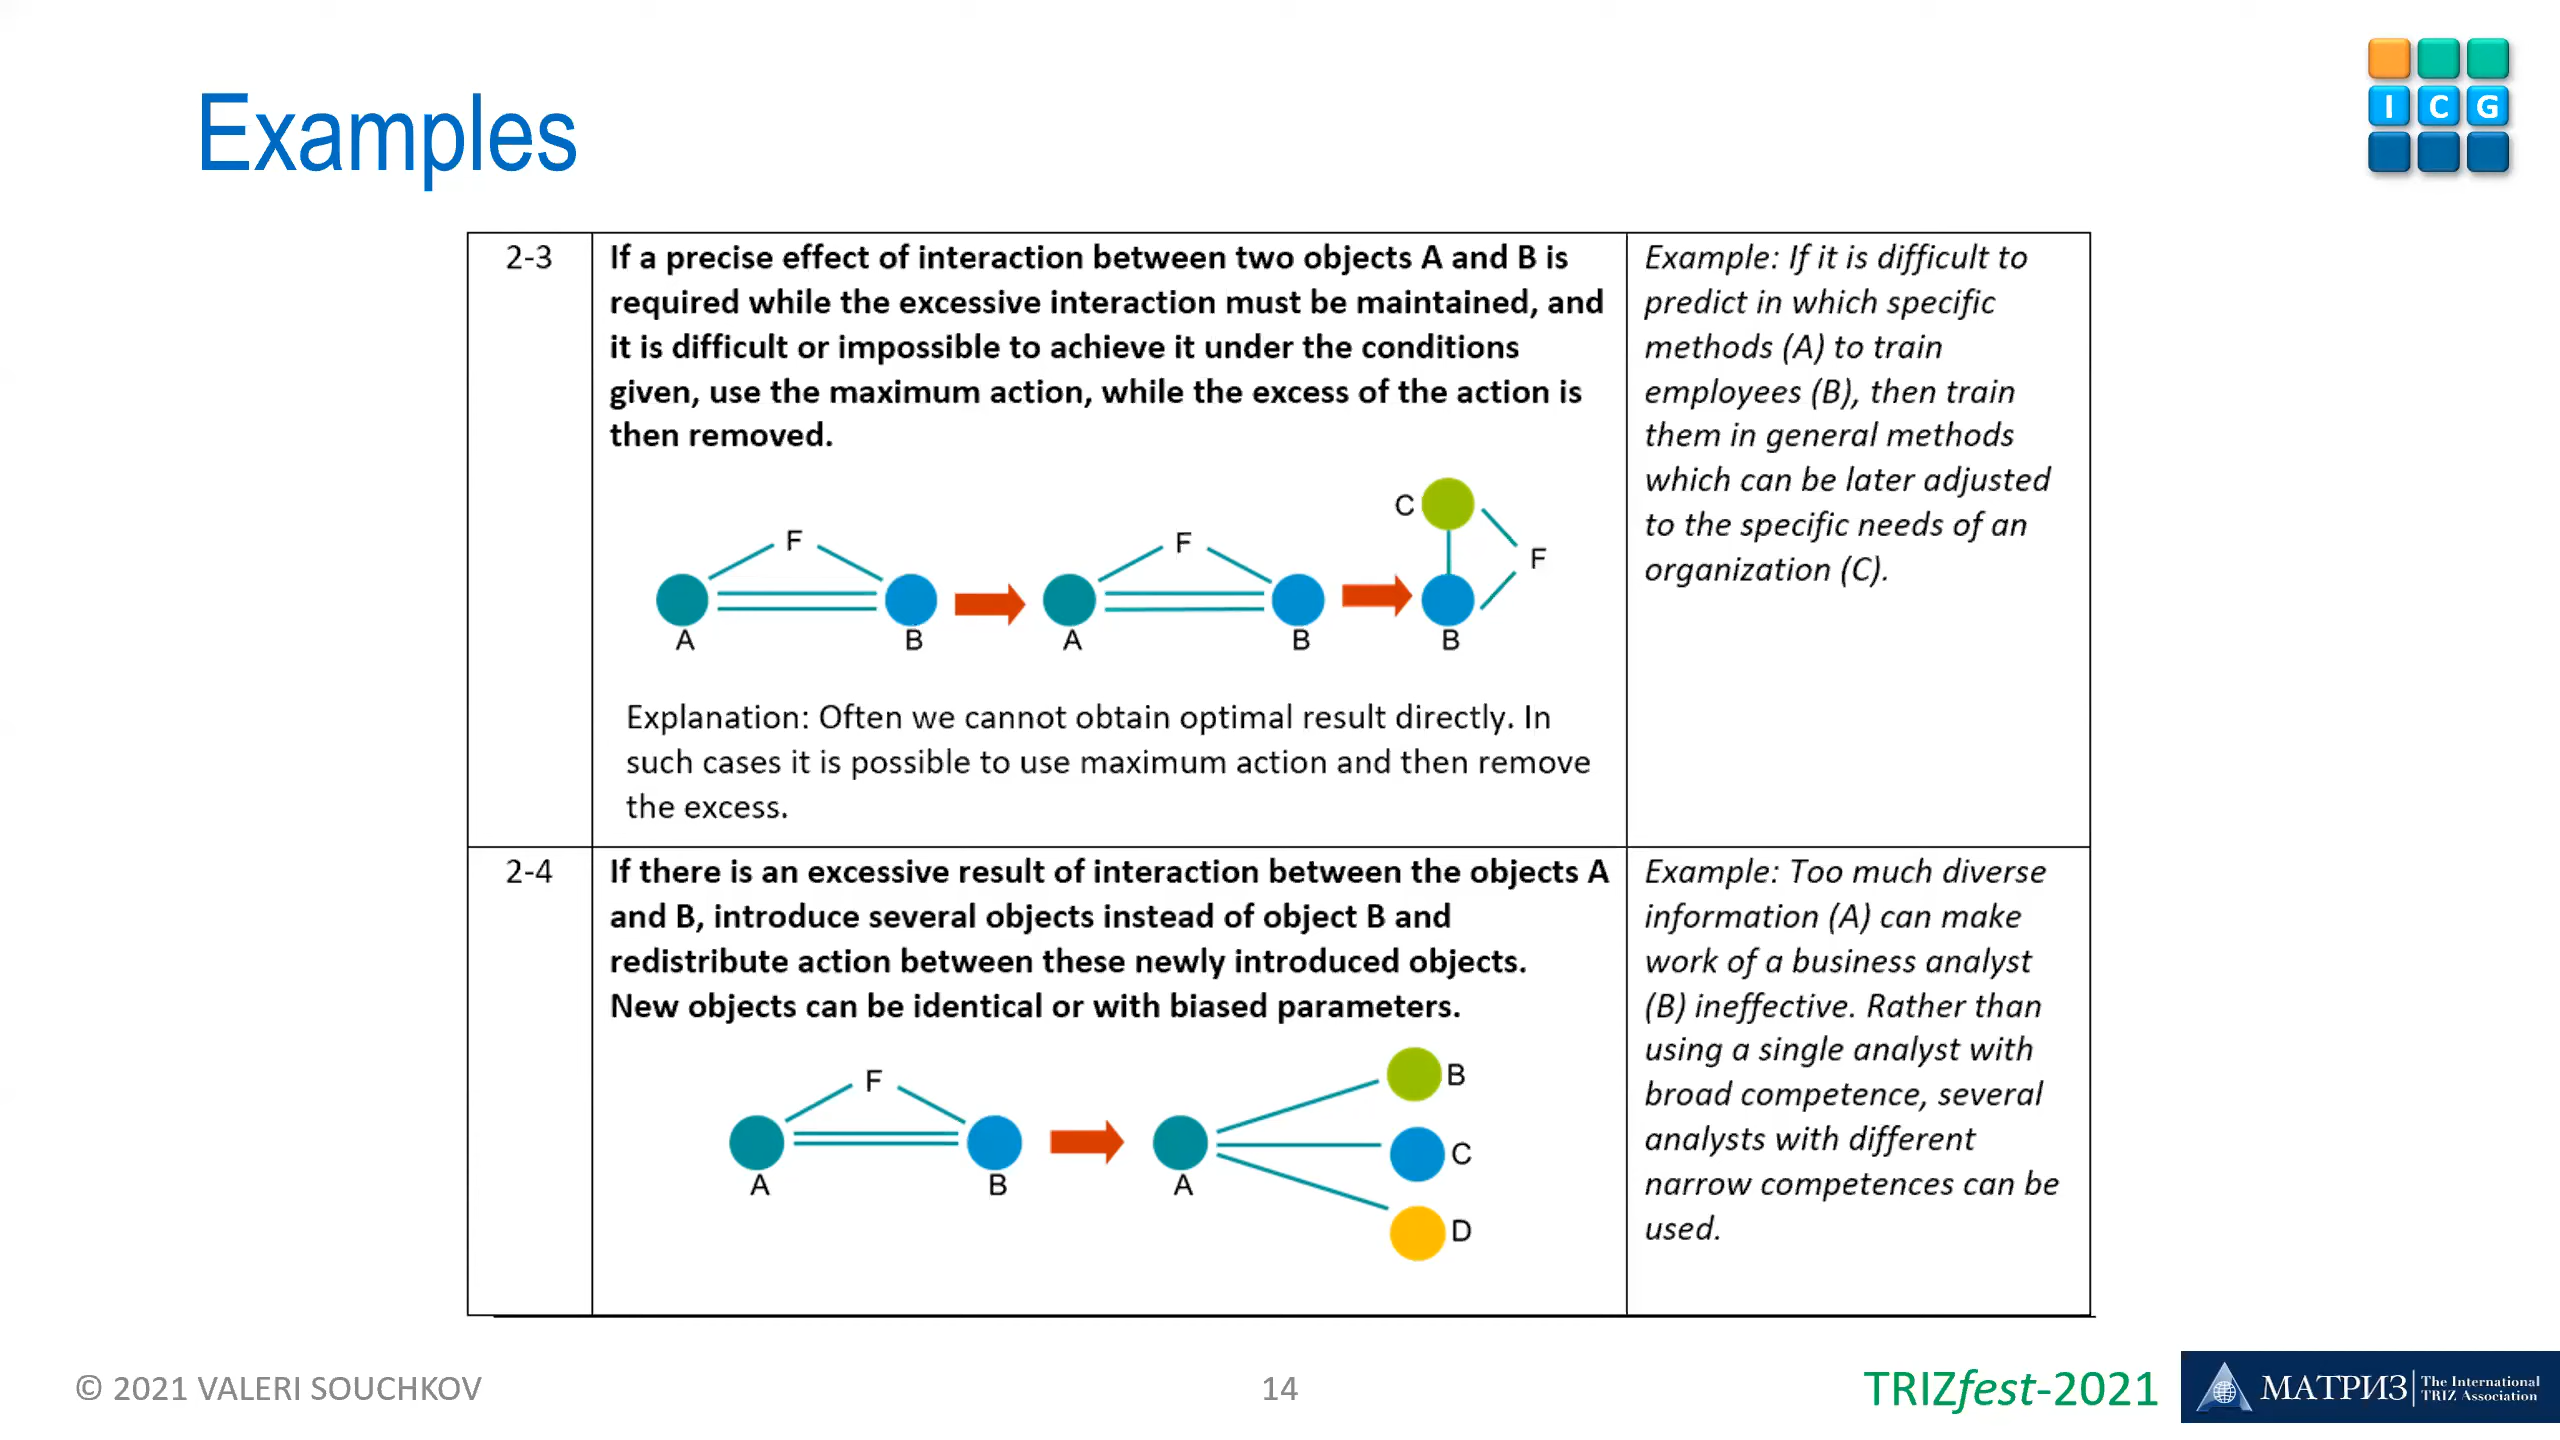 Examples
I C G
2-3
If a precise effect of interaction between two objects A and B is
required while the excessive interaction must be maintained, and
it is difficult or impossible to achieve it under the conditions
given, use the maximum action, while the excess of the action is
then removed.
F
A
B
F
A
B
C
F
B
Explanation: Often we cannot obtain optimal result directly. In
such cases it is possible to use maximum action and then remove
the excess.
Example: If it is difficult to
predict in which specific
methods (A) to train
employees (B), then train
them in general methods
which can be later adjusted
to the specific needs of an
organization (C).
2-4
If there is an excessive result of interaction between the objects A
and B, introduce several objects instead of object B and
redistribute action between these newly introduced objects.
New objects can be identical or with biased parameters.
F
A
B
A
B
C
D
Example: Too much diverse
information (A) can make
work of a business analyst
(B) ineffective. Rather than
using a single analyst with
broad competence, several
analysts with different
narrow competences can be
used.
© 2021 VALERI SOUCHKOV
14
TRIZfest-2021
МАТРИЗ
The International
TRIZ Association